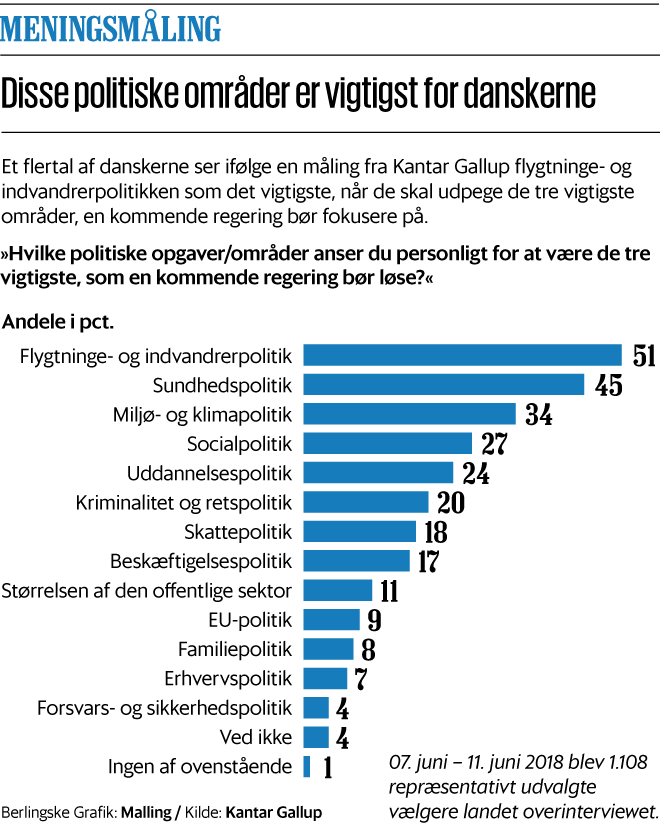 MENINGSMÅLING
Disse politiske områder er vigtigst for danskerne
Et flertal af danskerne ser ifølge en måling fra Kantar Gallup flygtninge- og
indvandrerpolitikken som det vigtigste, når de skal udpege de tre vigtigste
områder, en kommende regering bør fokusere på.
»Hvilke politiske opgaver/områder anser du personligt for at være de tre
vigtigste, som en kommende regering bør løse?«
Andele i pct.
Flygtninge- og indvandrerpolitik 51
Sundhedspolitik 45
Miljø- og klimapolitik 34
Socialpolitik 27
Uddannelsespolitik 24
Kriminalitet og retspolitik 20
Skattepolitik 18
Beskæftigelsespolitik 17
Størrelsen af den offentlige sektor 11
EU-politik 9
Familiepolitik 8
Erhvervspolitik 7
Forsvars- og sikkerhedspolitik 4
Ved ikke 4
Ingen af ovenstående 1
07. juni – 11. juni 2018 blev 1.108
repræsentativt udvalgte
vælgere landet overinterviewet.
Berlingske Grafik: Malling / Kilde: Kantar Gallup